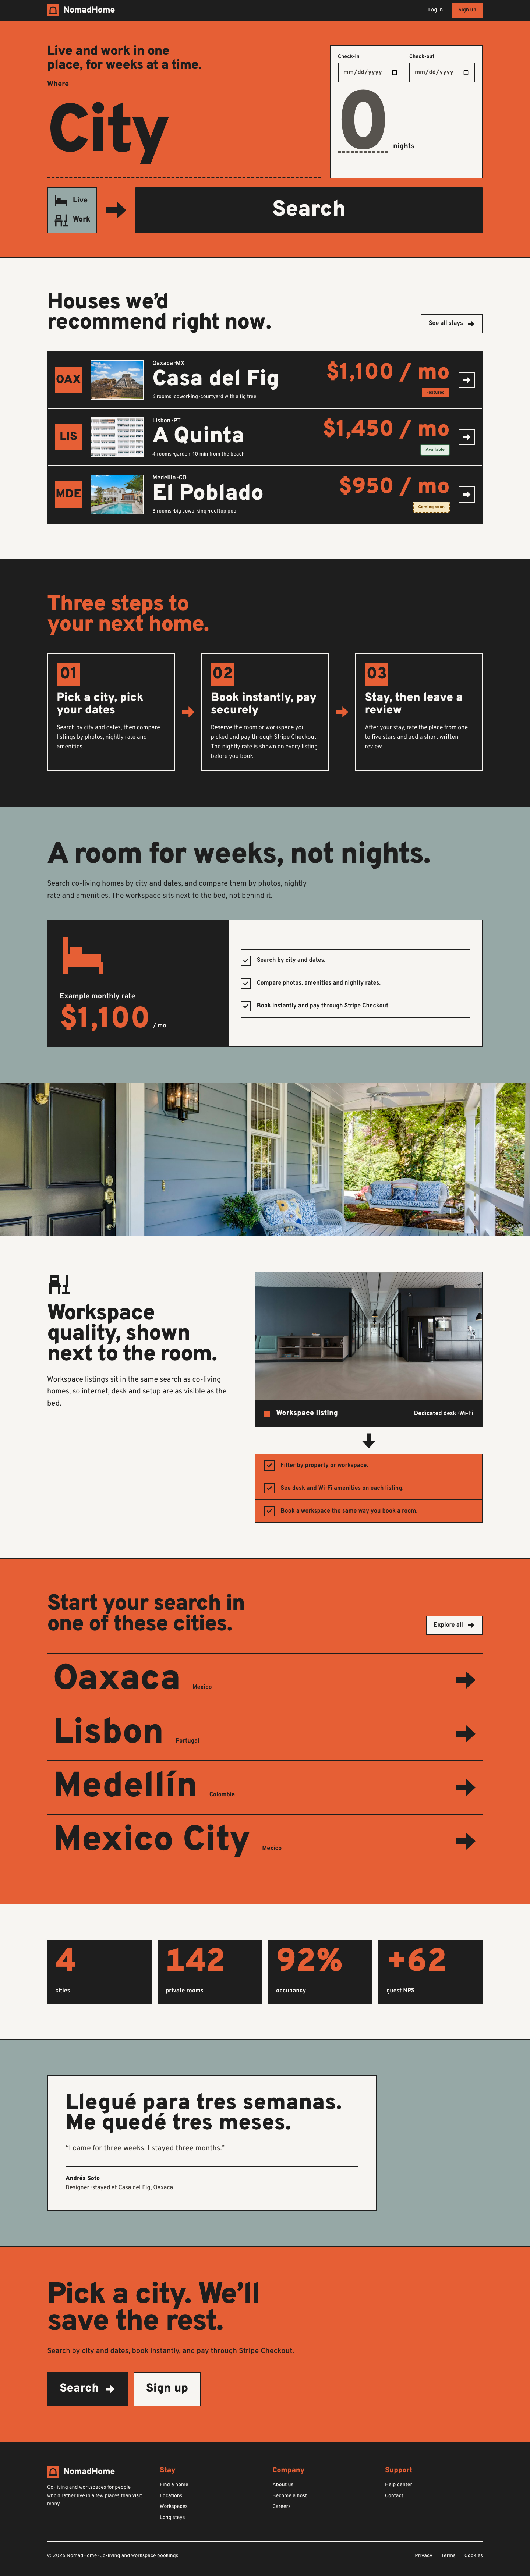 NomadHome
Log in
Sign up
Live and work in one
place, for weeks at a time.
Where
City
Check-in
Check-out
mm/dd/yyyy
mm/dd/yyyy
0 nights
Live
Work
Search
Houses we'd
recommend right now.
See all stays
OAX
Oaxaca ·MX
Casa del Fig
6 rooms ·coworking ·courtyard with a fig tree
$1,100 / mo
Featured
LIS
Lisbon ·PT
A Quinta
4 rooms ·garden ·10 min from the beach
$1,450 / mo
Available
MDE
Medellín ·CO
El Poblado
8 rooms ·big coworking ·rooftop pool
$950 / mo
Coming soon
Three steps to
your next home.
01
Pick a city, pick
your dates
Search by city and dates, then compare
listings by photos, nightly rate and
amenities.
02
Book instantly, pay
securely
Reserve the room or workspace you
picked and pay through Stripe Checkout.
The nightly rate is shown on every listing
before you book.
03
Stay, then leave a
review
After your stay, rate the place from one
to five stars and add a short written
review.
A room for weeks, not nights.
Search co-living homes by city and dates, and compare them by photos, nightly
rate and amenities. The workspace sits next to the bed, not behind it.
Example monthly rate
$1,100 / mo
Search by city and dates.
Compare photos, amenities and nightly rates.
Book instantly and pay through Stripe Checkout.
Workspace
quality, shown
next to the room.
Workspace listings sit in the same search as co-living
homes, so internet, desk and setup are as visible as the
bed.
Workspace listing
Dedicated desk ·Wi-Fi
Filter by property or workspace.
See desk and Wi-Fi amenities on each listing.
Book a workspace the same way you book a room.
Start your search in
one of these cities.
Explore all
Oaxaca Mexico
Lisbon Portugal
Medellín Colombia
Mexico City Mexico
4
cities
142
private rooms
92%
occupancy
+62
guest NPS
Llegué para tres semanas.
Me quedé tres meses.
"I came for three weeks. I stayed three months."
Andrés Soto
Designer ·stayed at Casa del Fig, Oaxaca
Pick a city. We'll
save the rest.
Search by city and dates, book instantly, and pay through Stripe Checkout.
Search
Sign up
NomadHome
Co-living and workspaces for people
who'd rather live in a few places than visit
many.
Stay
Find a home
Locations
Workspaces
Long stays
Company
About us
Become a host
Careers
Support
Help center
Contact
© 2026 NomadHome ·Co-living and workspace bookings
Privacy
Terms
Cookies